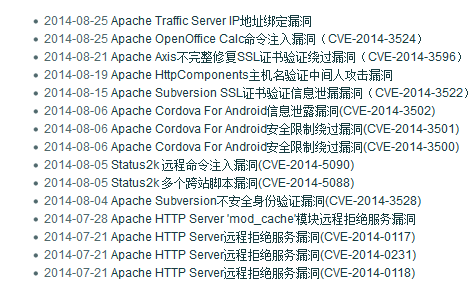 2014-08-25 Apache Traffic Server IP地址绑定漏洞
2014-08-25 Apache OpenOffice Calc命令注入漏洞（CVE-2014-3524）
2014-08-21 Apache Axis不完整修复SSL证书验证绕过漏洞（CVE-2014-3596）
2014-08-19 Apache HttpComponents主机名验证中间人攻击漏洞
2014-08-15 Apache Subversion SSL证书验证信息泄漏漏洞（CVE-2014-3522）
2014-08-06 Apache Cordova For Android信息泄露漏洞(CVE-2014-3502)
2014-08-06 Apache Cordova For Android安全限制绕过漏洞(CVE-2014-3501)
2014-08-06 Apache Cordova For Android安全限制绕过漏洞(CVE-2014-3500)
2014-08-05 Status2k 远程命令注入漏洞(CVE-2014-5090)
2014-08-05 Status2k 多个跨站脚本漏洞(CVE-2014-5088)
2014-08-04 Apache Subversion不安全身份验证漏洞(CVE-2014-3528)
2014-07-28 Apache HTTP Server 'mod_cache'模块远程拒绝服务漏洞
2014-07-21 Apache HTTP Server远程拒绝服务漏洞(CVE-2014-0117)
2014-07-21 Apache HTTP Server远程拒绝服务漏洞(CVE-2014-0231)
2014-07-21 Apache HTTP Server远程拒绝服务漏洞(CVE-2014-0118)